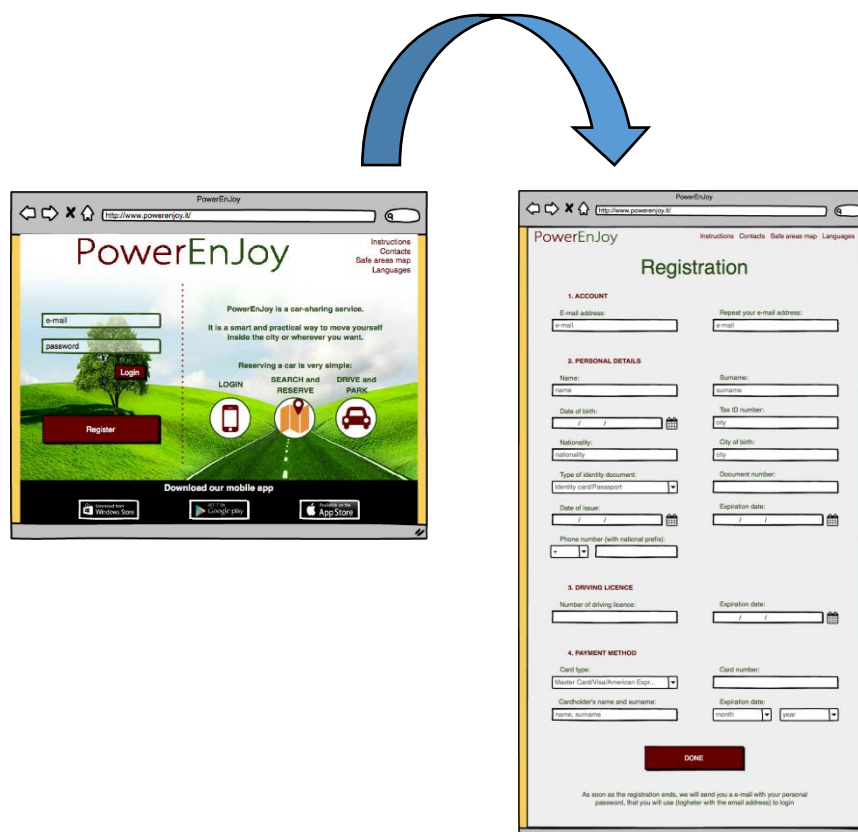 PowerEnJoy
http://www.powerenjoy.it/
PowerEnJoy
Instructions
Contacts
Safe areas map
Languages
e-mail
password
Login
Register
PowerEnJoy is a car-sharing service.
It is a smart and practical way to move yourself
inside the city or wherever you want.
Reserving a car is very simple:
LOGIN
SEARCH and
RESERVE
DRIVE and
PARK
Download our mobile app
Download from
Windows Store
GET IT ON
Google play
Available on the
App Store
PowerEnJoy
http://www.powerenjoy.it/
PowerEnJoy
Instructions Contacts Safe areas map Languages
Registration
1. ACCOUNT
E-mail address: Repeat your e-mail address:
e-mail e-mail
2. PERSONAL DETAILS
Name: Surname:
name surname
Date of birth: Tax ID number:
/ / city
Nationality: City of birth:
nationality city
Type of identity document: Document number:
Identity card/Passport
Date of issue: Expiration date:
/ / / /
Phone number (with national prefix):
+
3. DRIVING LICENCE
Number of driving licence: Expiration date:
/ /
4. PAYMENT METHOD
Card type: Card number:
Master Card/Visa/American Expr...
Cardholder's name and surname: Expiration date:
name, surname month year
DONE
As soon as the registration ends, we will send you a e-mail with your personal
password, that you will use (togheter with the email address) to login